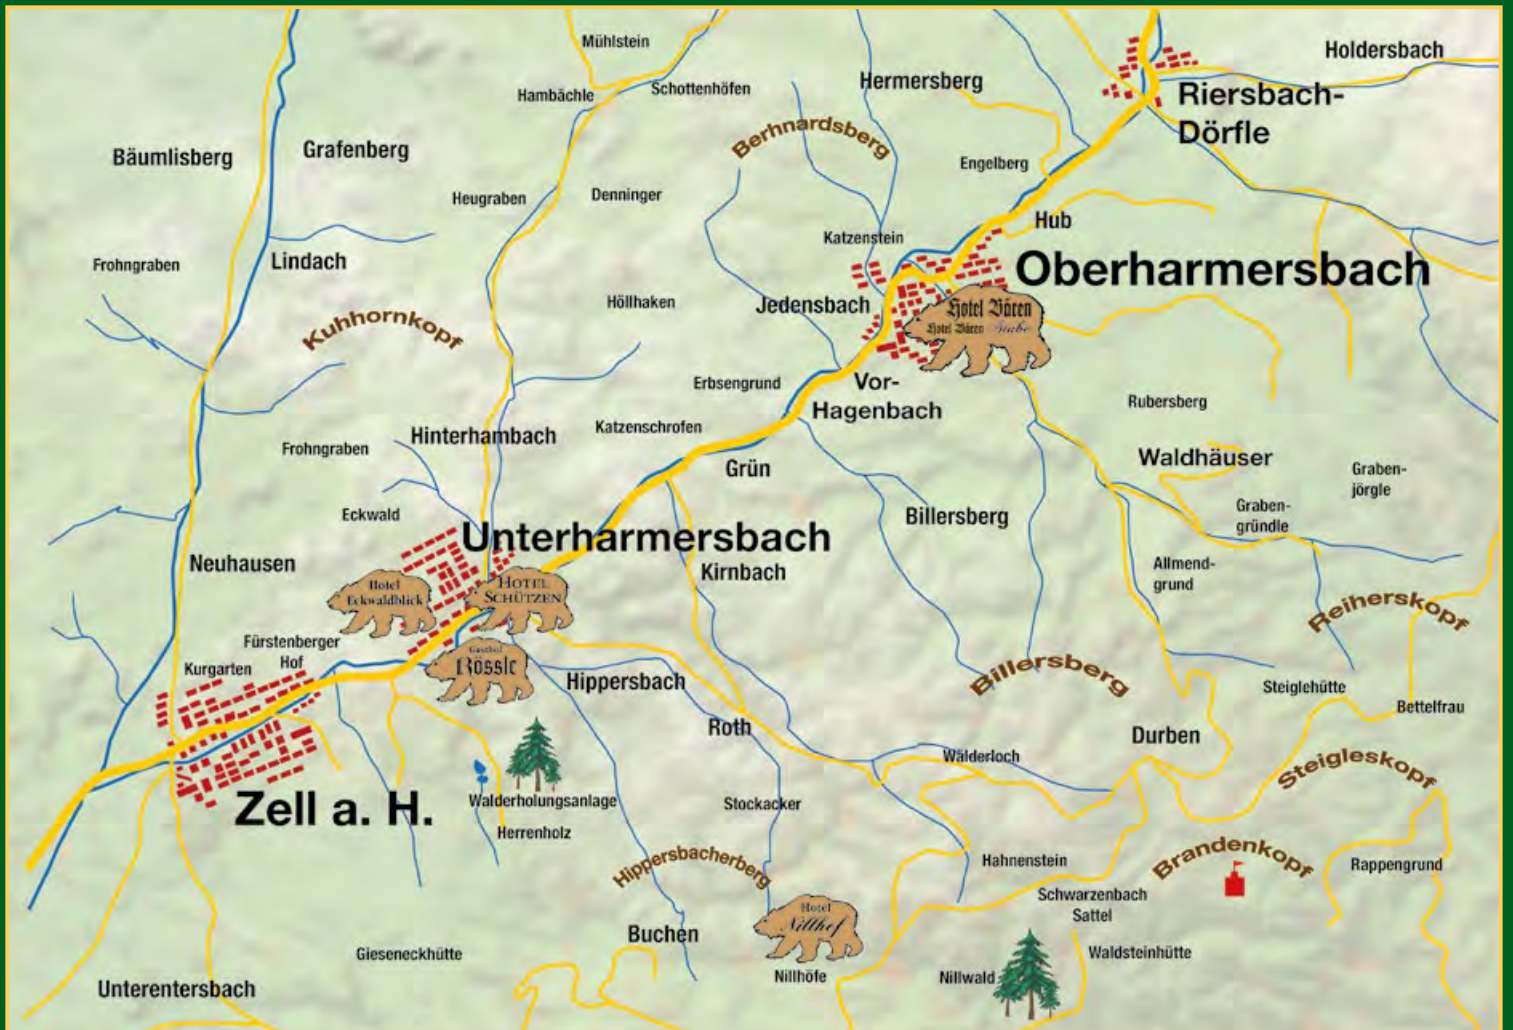 Mühlstein
Holdersbach
Hambächle
Schottenhöfen
Hermersberg
Riersbach-
Dörfle
Bäumlisberg
Grafenberg
Berhnardsberg
Engelberg
Heugraben
Denninger
Hub
Katzenstein
Frohngraben
Lindach
Oberharmersbach
Höllhaken
Jedensbach
Hotel Bären
Hotel Bären Stube
Kuhhornkopf
Erbsengrund
Vor-
Hagenbach
Rubersberg
Hinterhambach
Katzenschrofen
Frohngraben
Grün
Waldhäuser
Graben-
jörgle
Eckwald
Billersberg
Graben-
gründle
Unterharmersbach
Neuhausen
Kirnbach
Allmend-
grund
Hotel
Eckwaldblick
HOTEL
SCHÜTZEN
Reiherskopf
Fürstenberger
Hof
Kurgarten
Gasthof
Rössle
Hippersbach
Billersberg
Steiglehütte
Bettelfrau
Roth
Durben
Wälderloch
Steigleskopf
Walderholungsanlage
Stockacker
Zell a. H.
Herrenholz
Hippersbacherberg
Hahnenstein
Brandenkopf
Rappengrund
Schwarzenbach
Sattel
Hotel
Nillhof
Buchen
Gieseneckhütte
Nillhöfe
Nillwald
Waldsteinhütte
Unterentersbach